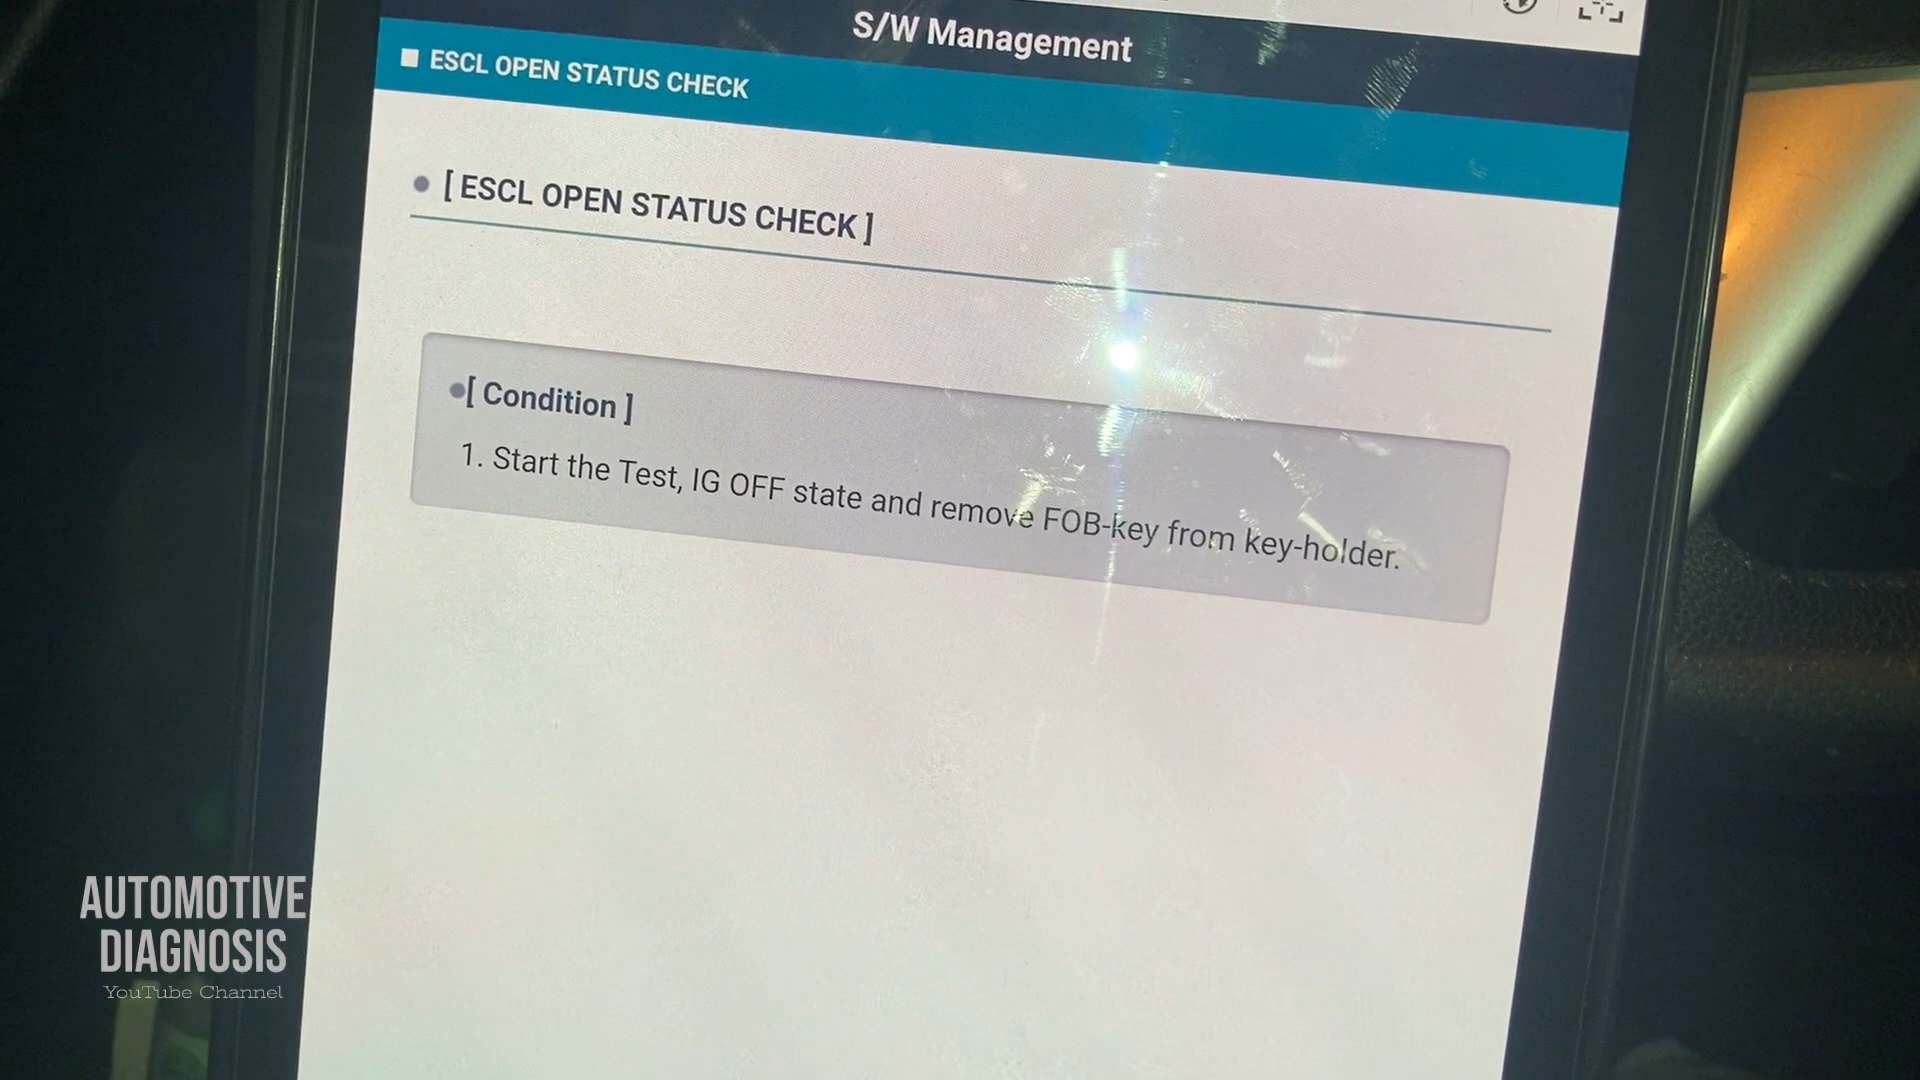 S/W Management
ESCL OPEN STATUS CHECK
[ ESCL OPEN STATUS CHECK ]
[ Condition ]
1. Start the Test, IG OFF state and remove FOB-key from key-holder.
AUTOMOTIVE
DIAGNOSIS
YouTube Channel